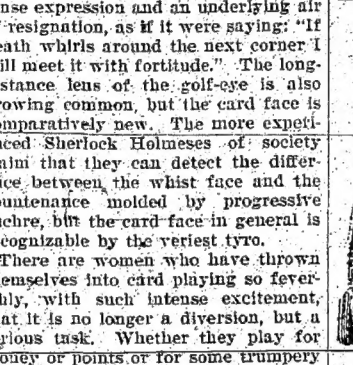 nse expression and an underlying air
resignation, as if it were saying: "If
eath whirls around the next corner I
ill meet it with fortitude." The long-
stance lens of the golf-eye is also
rowing common, but the card face is
mparatively new. The more experi-
nced Sherlock Holmeses of society
aim that they can detect the differ-
nce between the whist face and the
untenance molded by progressive
uchre, but the card face in general is
cognizable by the veriest tyro.
There are women who have thrown
emselves into card playing so fever-
hly, with such intense excitement,
at it is no longer a diversion, but a
rious task. Whether they play for
oney or points or for some trumpery